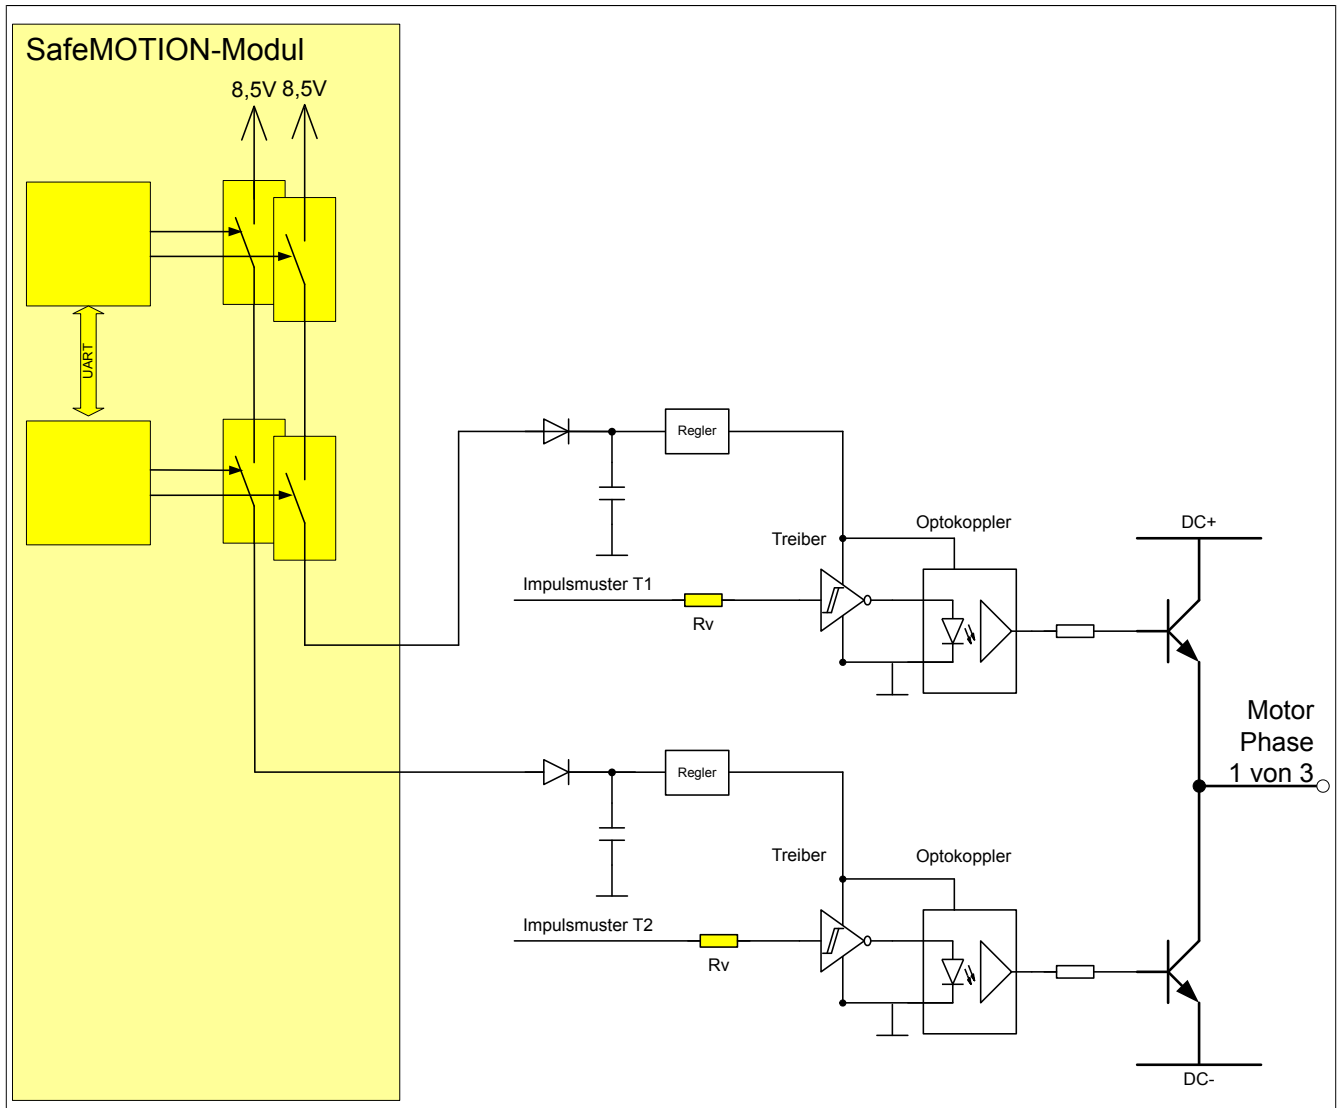 SafeMOTION-Modul
8,5V 8,5V
UART
Regler
Optokoppler
Treiber
DC+
Impulsmuster T1
Rv
Motor
Phase
1 von 3
Regler
Treiber
Optokoppler
Impulsmuster T2
Rv
DC-